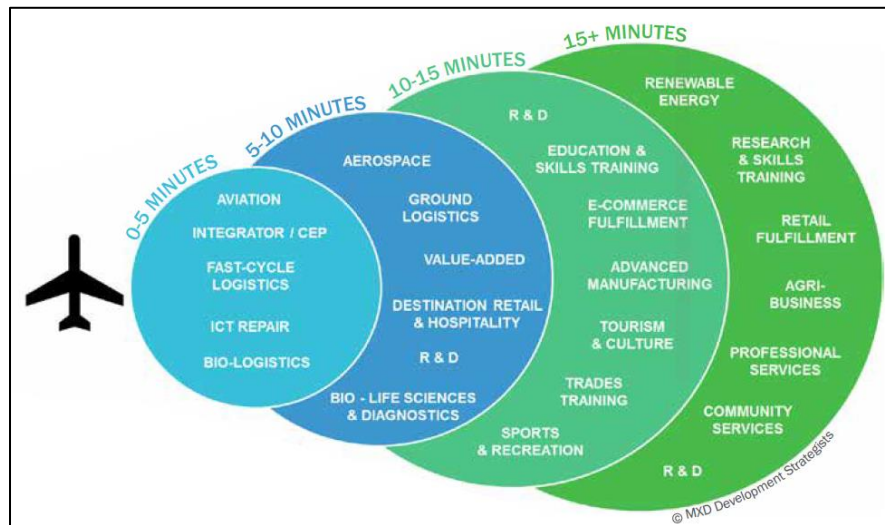 0-5 MINUTES
AVIATION
INTEGRATOR / CEP
FAST-CYCLE
LOGISTICS
ICT REPAIR
BIO-LOGISTICS
5-10 MINUTES
AEROSPACE
GROUND
LOGISTICS
VALUE-ADDED
DESTINATION RETAIL
& HOSPITALITY
R & D
BIO - LIFE SCIENCES
& DIAGNOSTICS
10-15 MINUTES
R & D
EDUCATION &
SKILLS TRAINING
E-COMMERCE
FULFILLMENT
ADVANCED
MANUFACTURING
TOURISM
& CULTURE
TRADES
TRAINING
SPORTS
& RECREATION
15+ MINUTES
RENEWABLE
ENERGY
RESEARCH
& SKILLS
TRAINING
RETAIL
FULFILLMENT
AGRI-
BUSINESS
PROFESSIONAL
SERVICES
COMMUNITY
SERVICES
R & D
© MXD Development Strategists